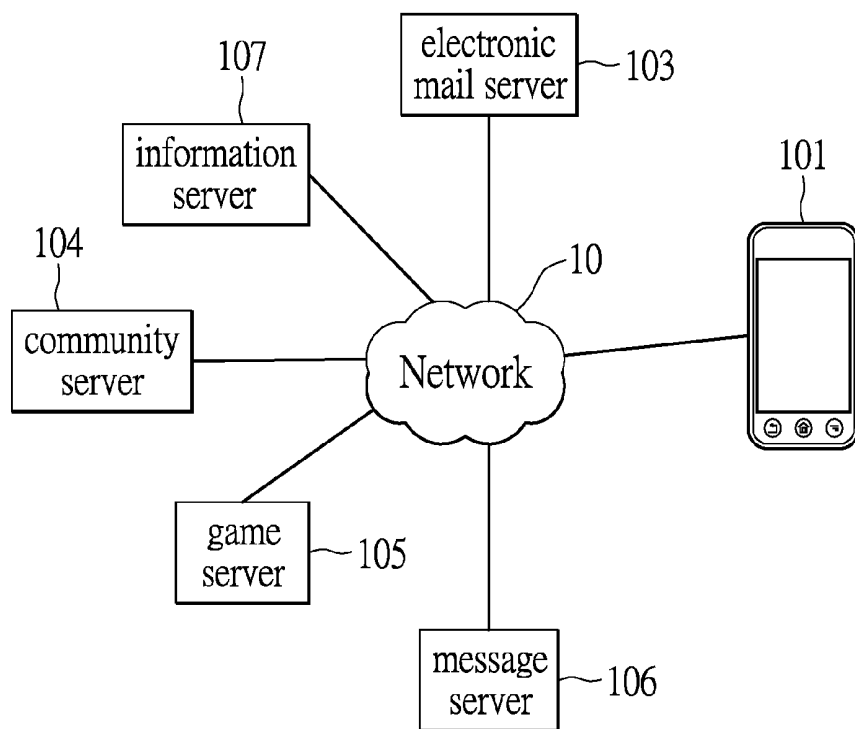 electronic
mail server
103
107
information
server
101
104
community
server
10
Network
game
server
105
message
server
106